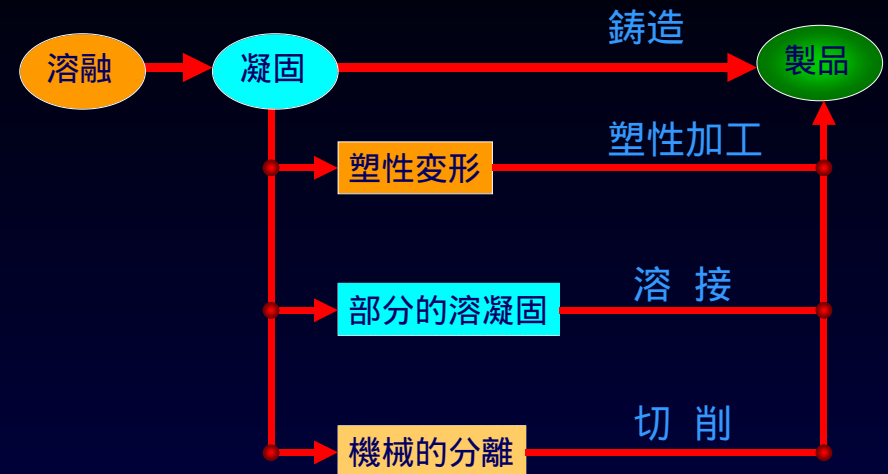 溶融
凝固
鋳造
製品
塑性変形
塑性加工
部分的溶凝固
溶 接
機械的分離
切 削